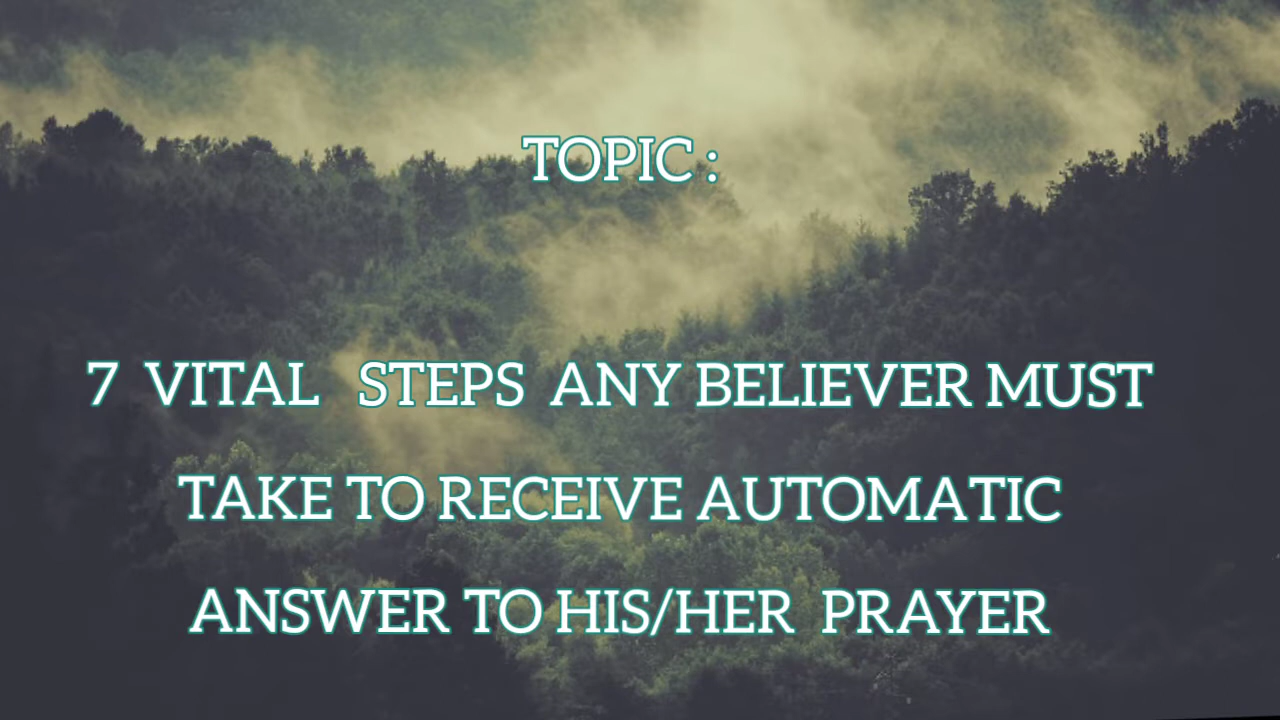 TOPIC :
7 VITAL STEPS ANY BELIEVER MUST
TAKE TO RECEIVE AUTOMATIC
ANSWER TO HIS/HER PRAYER